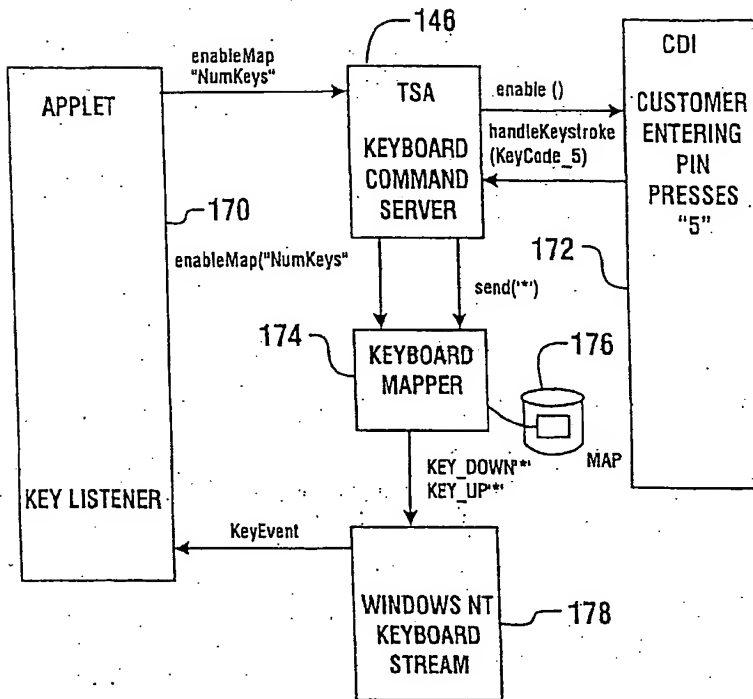 146
enableMap
"NumKeys"
APPLET
TSA
KEYBOARD
COMMAND
SERVER
enable ()
handleKeystroke
(KeyCode_5)
CDI
CUSTOMER
ENTERING
PIN
PRESSES
"5"
170
172
enableMap("NumKeys"
send('*')
174
KEYBOARD
MAPPER
176
MAP
KEY_DOWN'*'
KEY_UP'*'
KEY LISTENER
KeyEvent
WINDOWS NT
KEYBOARD
STREAM
178